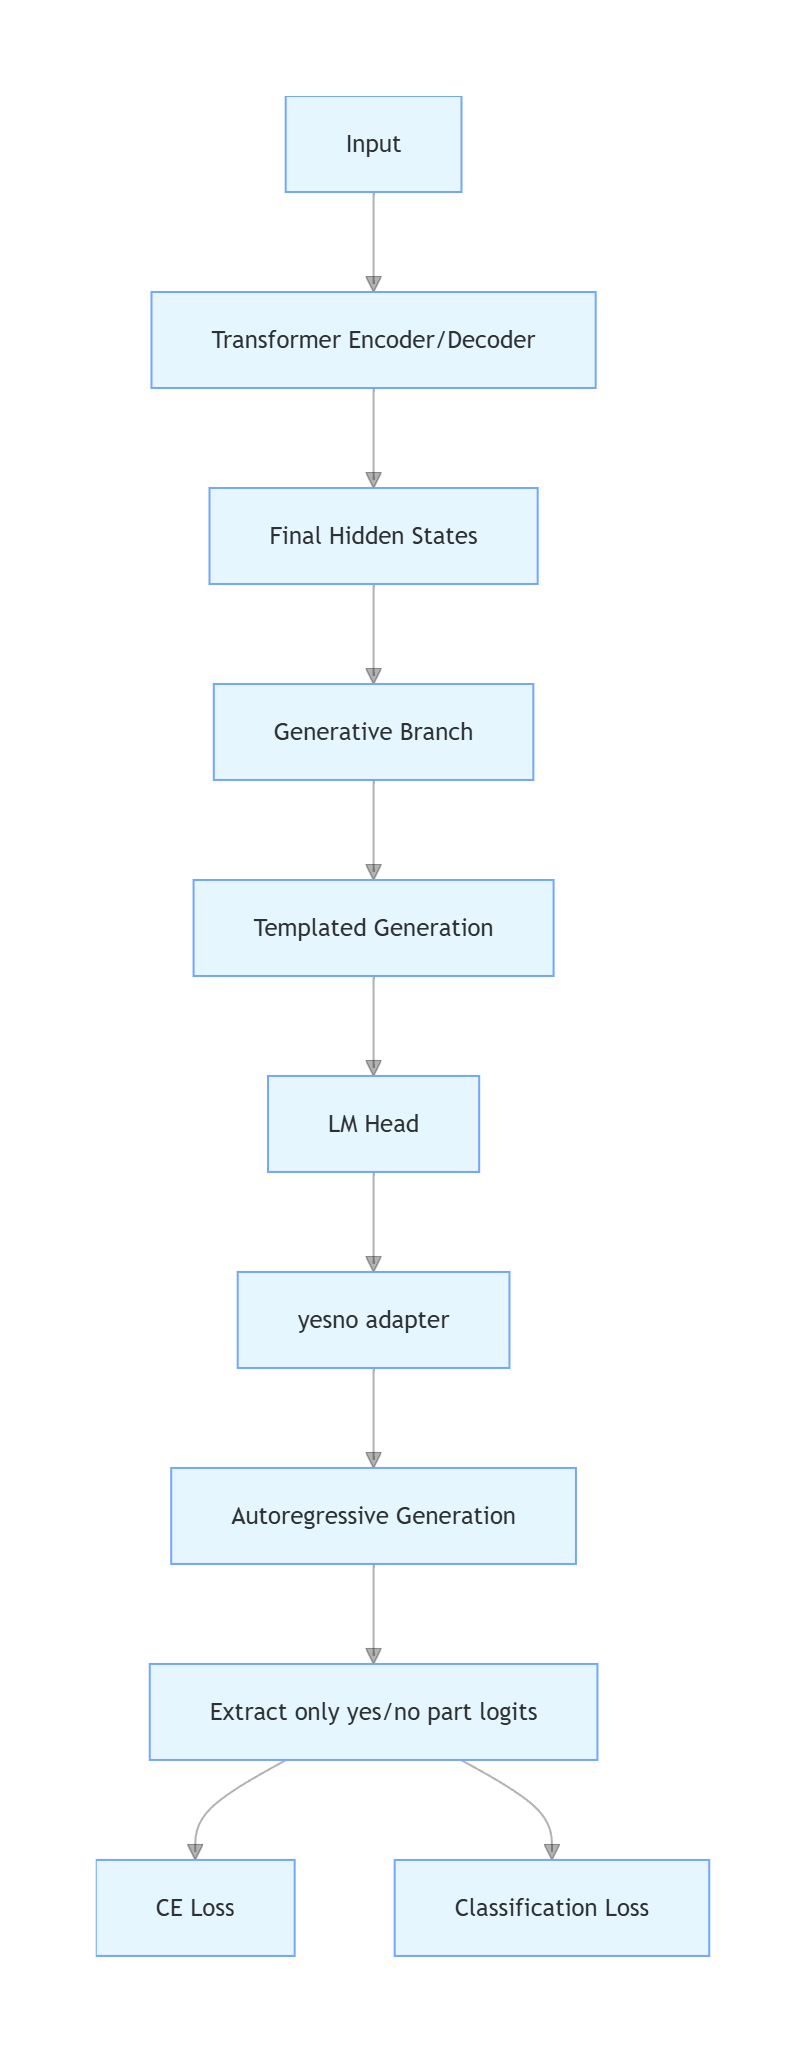 Input
Transformer Encoder/Decoder
Final Hidden States
Generative Branch
Templated Generation
LM Head
yesno adapter
Autoregressive Generation
Extract only yes/no part logits
CE Loss
Classification Loss